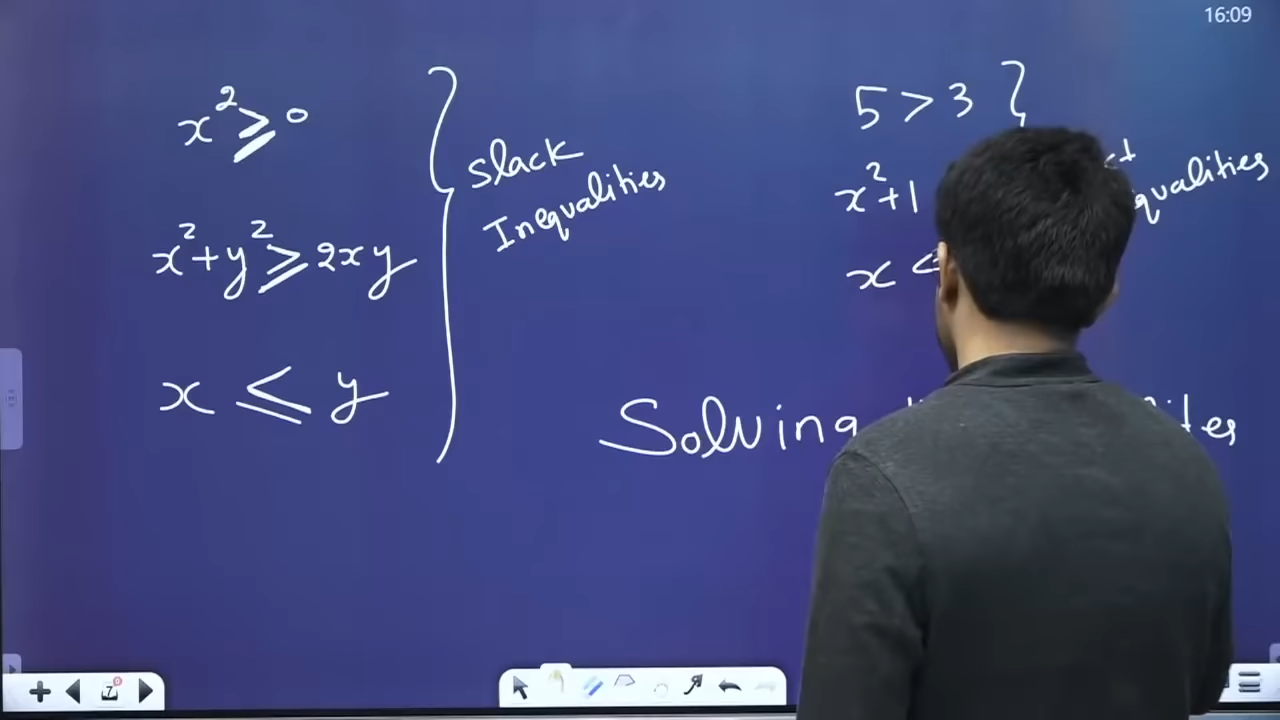 16:09
x² ≥ 0
x² + y² ≥ 2xy
x ≤ y
Slack
Inequalities
5 > 3
x² + 1
x <
Solving